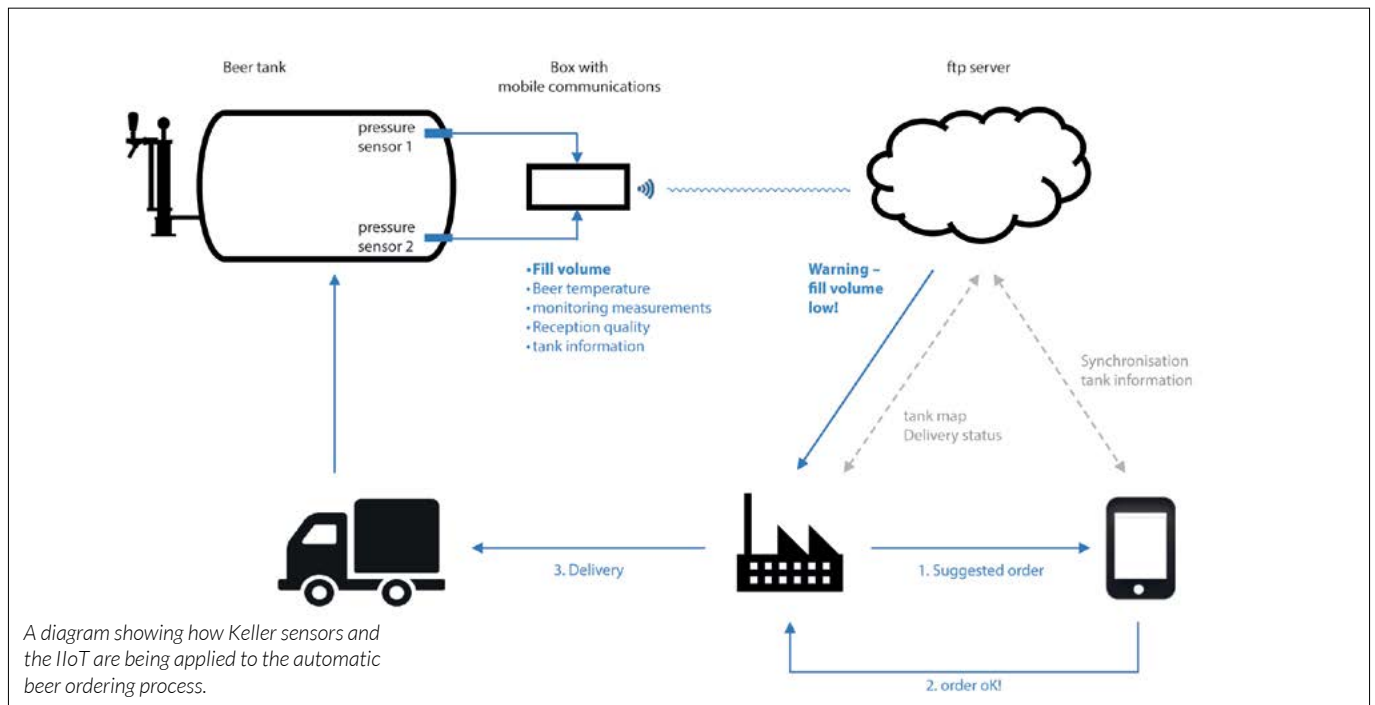 Beer tank
Box with
mobile communications
ftp server
pressure
sensor 1
pressure
sensor 2
•Fill volume
•Beer temperature
•monitoring measurements
•Reception quality
•tank information
Warning –
fill volume
low!
Synchronisation
tank information
tank map
Delivery status
3. Delivery
1. Suggested order
2. order oK!
A diagram showing how Keller sensors and
the IIoT are being applied to the automatic
beer ordering process.